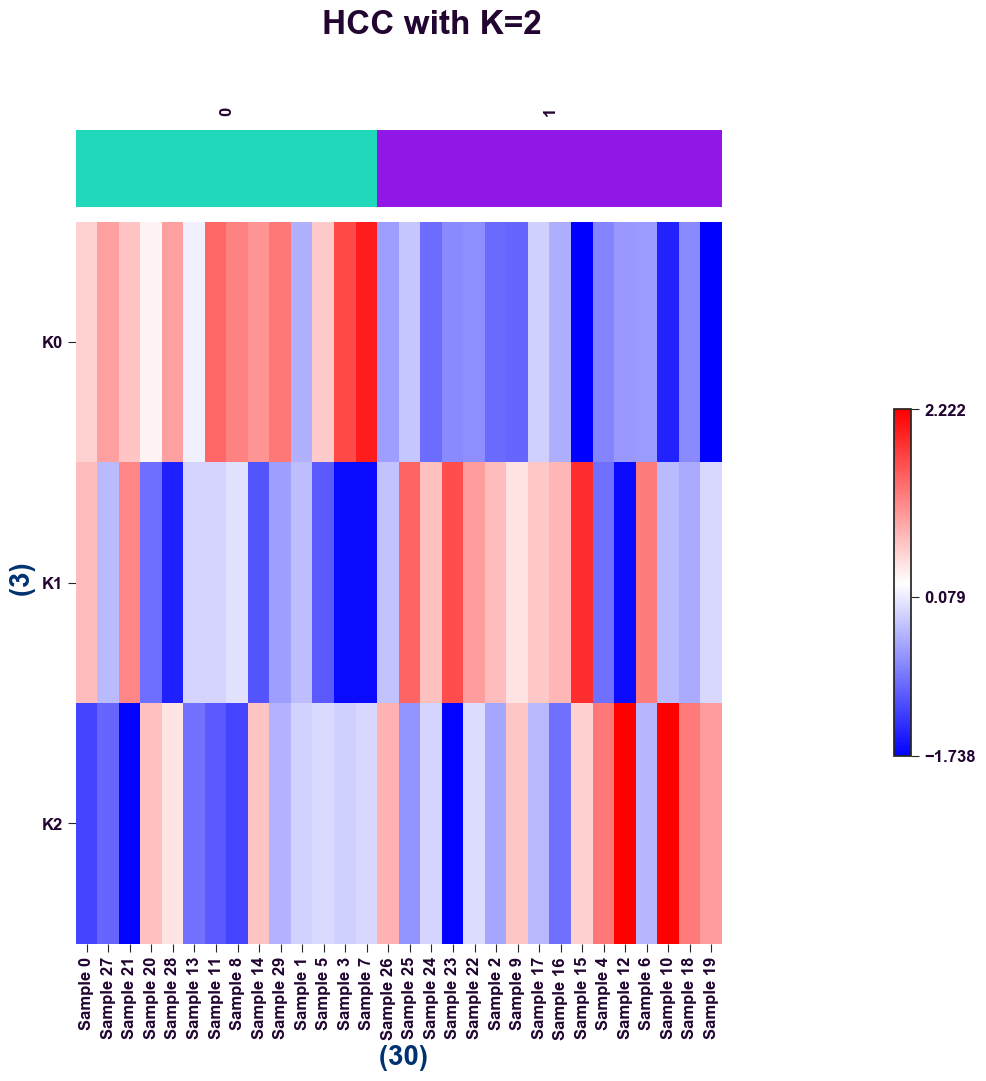 HCC with K=2
0
1
K0
K1
K2
(3)
2.222
0.079
−1.738
Sample 0
Sample 27
Sample 21
Sample 20
Sample 28
Sample 13
Sample 11
Sample 8
Sample 14
Sample 29
Sample 1
Sample 5
Sample 3
Sample 7
Sample 26
Sample 25
Sample 24
Sample 23
Sample 22
Sample 2
Sample 9
Sample 17
Sample 16
Sample 15
Sample 4
Sample 12
Sample 6
Sample 10
Sample 18
Sample 19
(30)